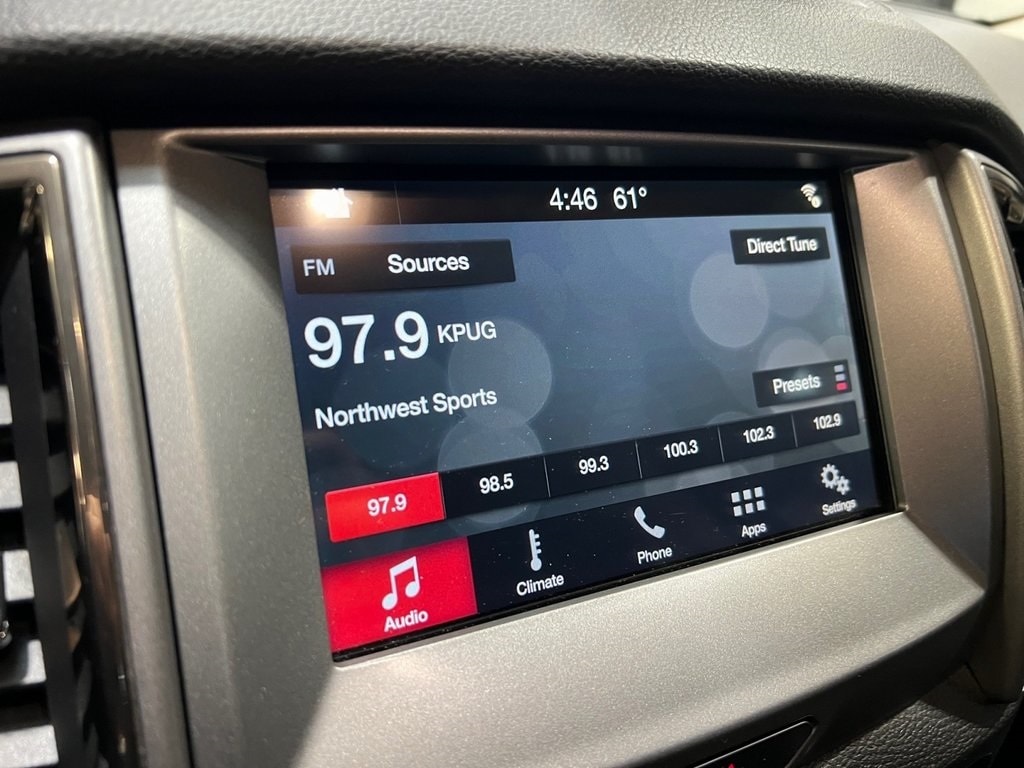 4:46 61°
FM Sources
Direct Tune
97.9 KPUG
Northwest Sports
Presets
97.9 98.5 99.3 100.3 102.3 102.9
Audio Climate Phone Apps Settings